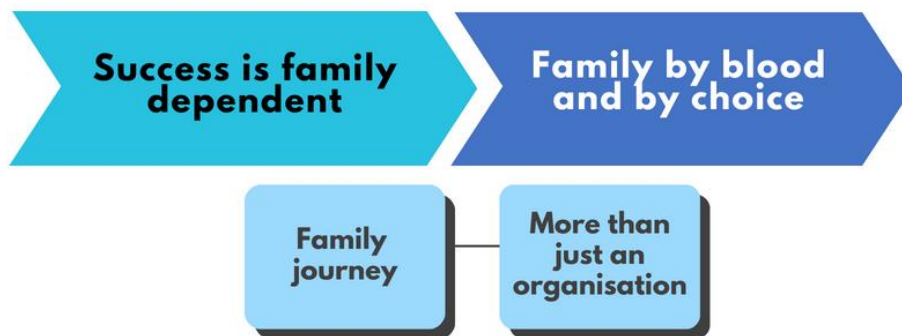 Success is family
dependent
Family by blood
and by choice
Family
journey
More than
just an
organisation